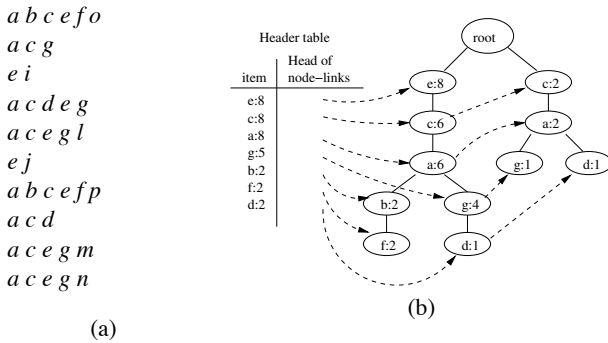 a b c e f o
a c g
e i
a c d e g
a c e g l
e j
a b c e f p
a c d
a c e g m
a c e g n
(a)
Header table
Head of
item node−links
e:8
c:8
a:8
g:5
b:2
f:2
d:2
root
e:8 c:2
c:6 a:2
a:6 g:1 d:1
b:2 g:4
f:2 d:1
(b)